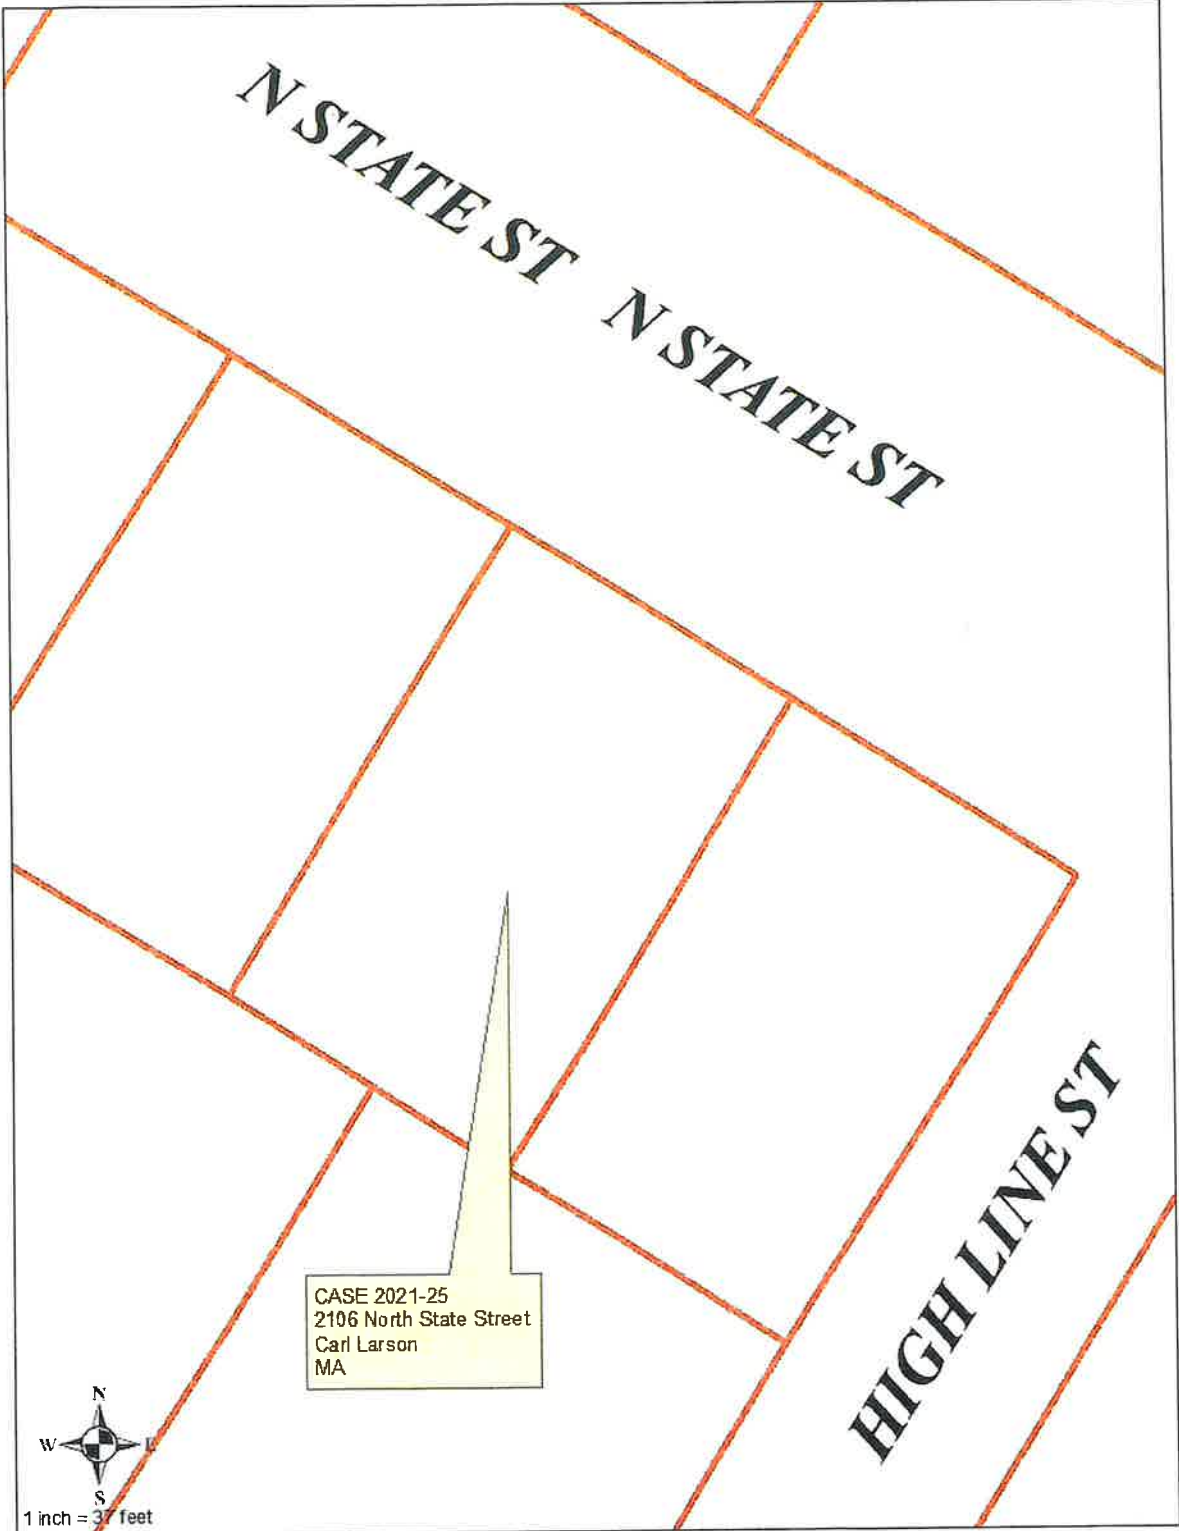 N STATE ST N STATE ST
HIGH LINE ST
CASE 2021-25
2106 North State Street
Carl Larson
MA
N
W E
S
1 inch = 37 feet